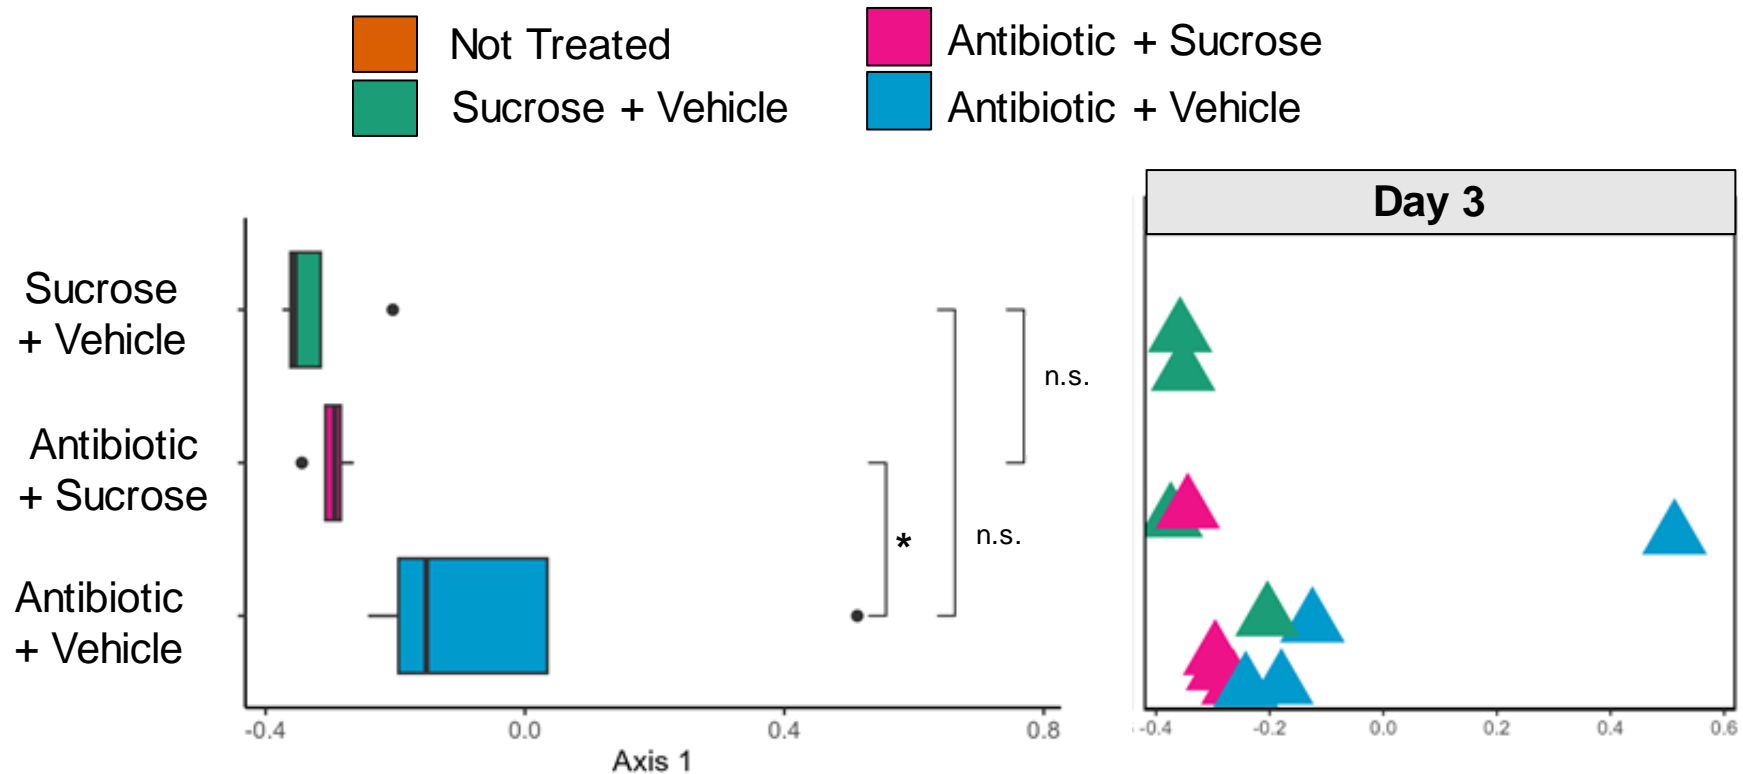 Not Treated
Sucrose + Vehicle
Antibiotic + Sucrose
Antibiotic + Vehicle
Sucrose
+ Vehicle
Antibiotic
+ Sucrose
Antibiotic
+ Vehicle
n.s.
*
n.s.
-0.4 0.0 0.4 0.8
Axis 1
Day 3
-0.4 -0.2 0.0 0.2 0.4 0.6